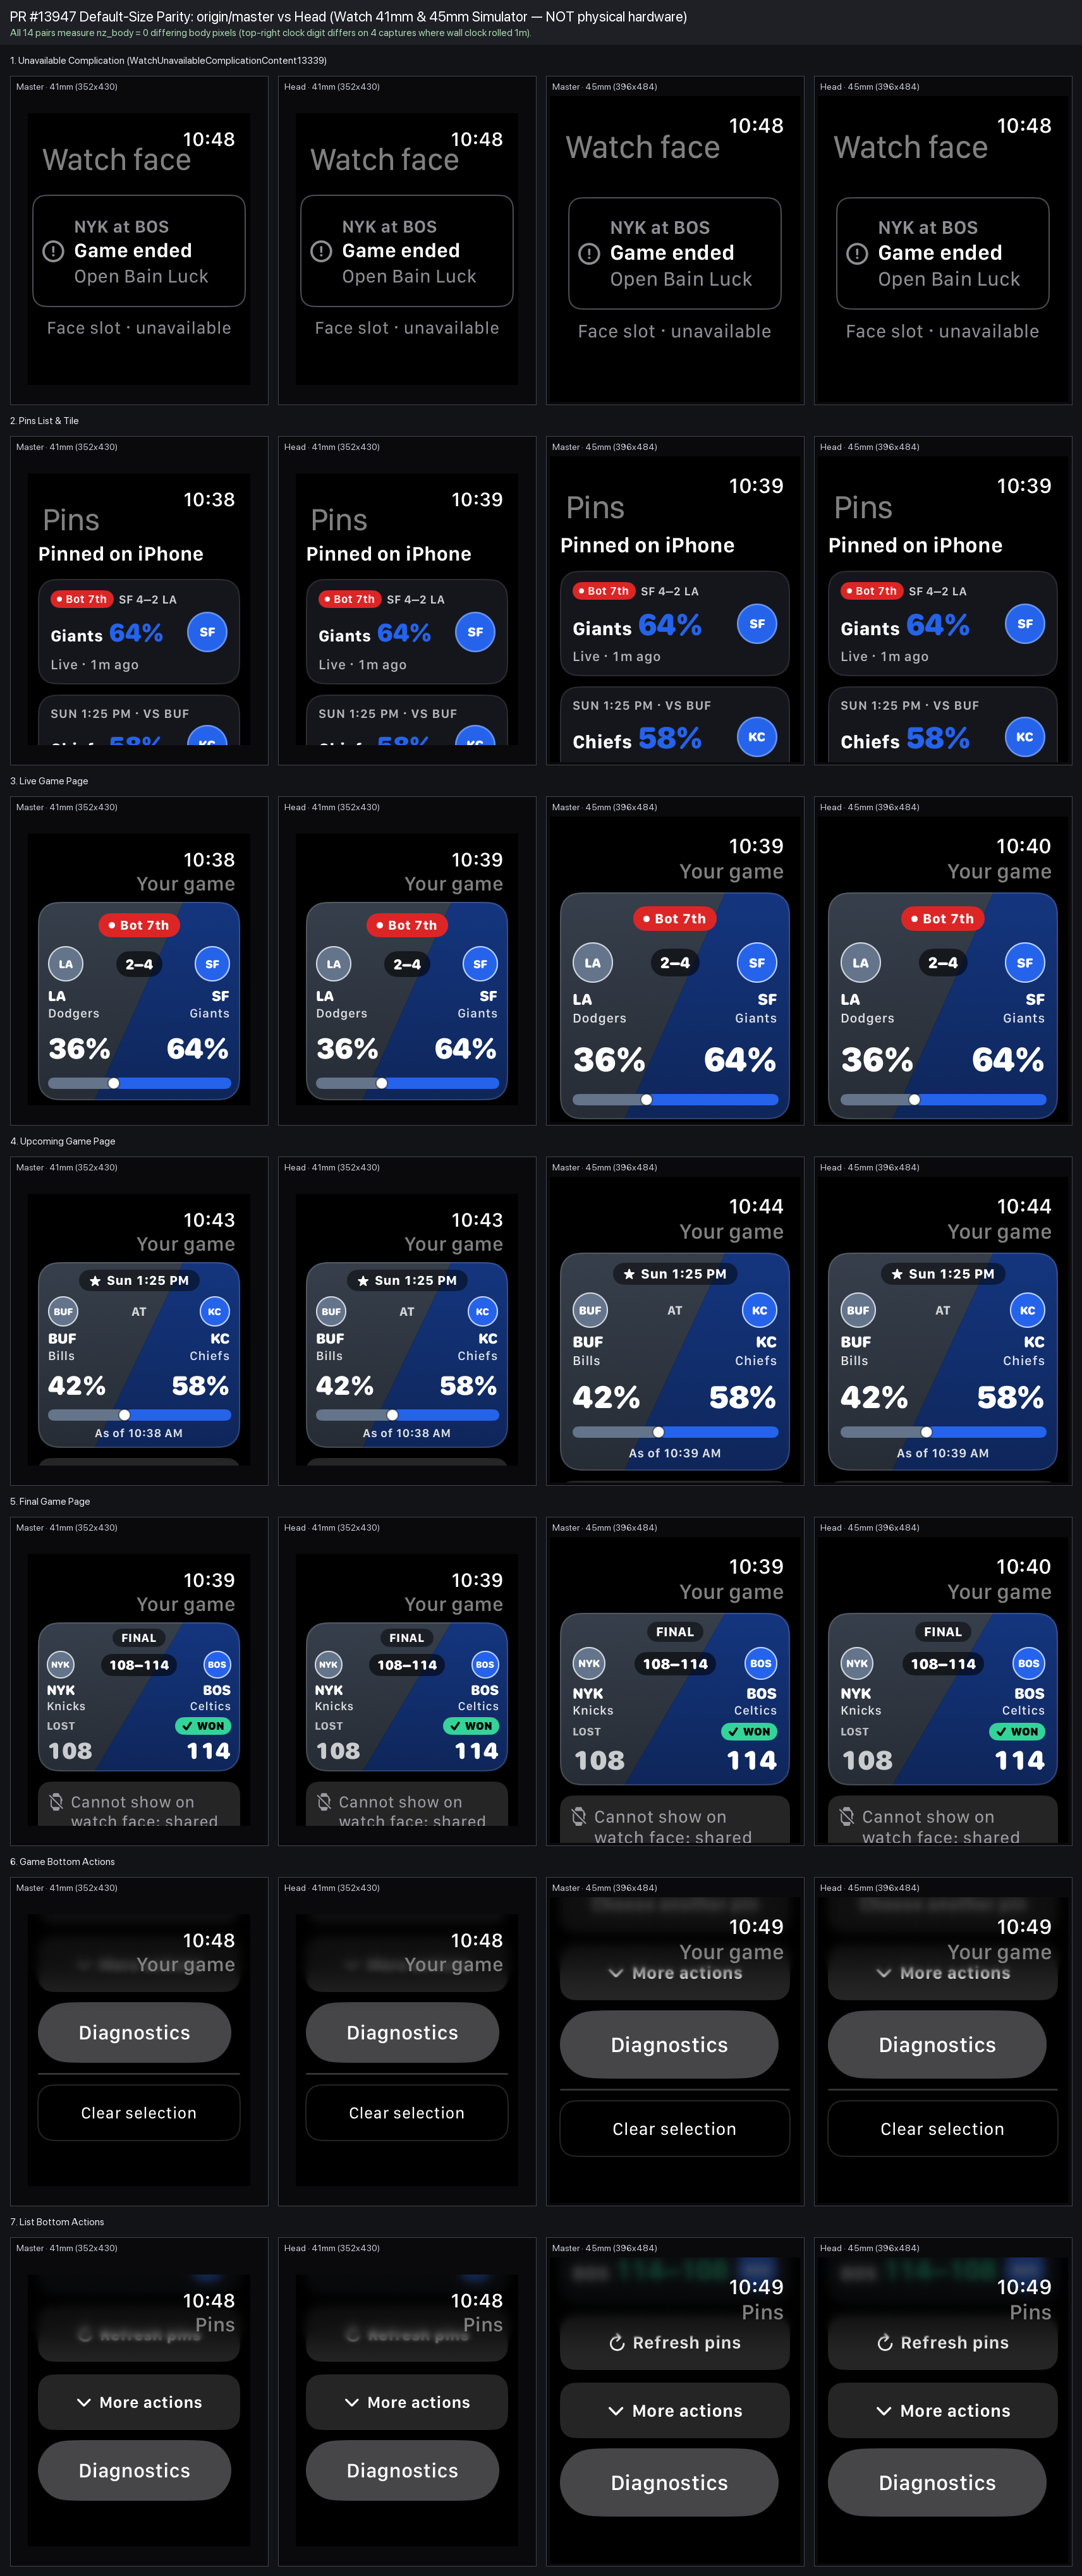 PR #13947 Default-Size Parity: origin/master vs Head (Watch 41mm & 45mm Simulator — NOT physical hardware)
All 14 pairs measure nz_body = 0 differing body pixels (top-right clock digit differs on 4 captures where wall clock rolled 1m).
1. Unavailable Complication (WatchUnavailableComplicationContent13339)
Master · 41mm (352x430)
10:48
Watch face
NYK at BOS
Game ended
Open Bain Luck
Face slot · unavailable
Head · 41mm (352x430)
10:48
Watch face
NYK at BOS
Game ended
Open Bain Luck
Face slot · unavailable
Master · 45mm (396x484)
10:48
Watch face
NYK at BOS
Game ended
Open Bain Luck
Face slot · unavailable
Head · 45mm (396x484)
10:48
Watch face
NYK at BOS
Game ended
Open Bain Luck
Face slot · unavailable
2. Pins List & Tile
Master · 41mm (352x430)
10:38
Pins
Pinned on iPhone
Bot 7th SF 4–2 LA
Giants 64% SF
Live · 1m ago
SUN 1:25 PM · VS BUF
Chiefs 58% KC
Head · 41mm (352x430)
10:39
Pins
Pinned on iPhone
Bot 7th SF 4–2 LA
Giants 64% SF
Live · 1m ago
SUN 1:25 PM · VS BUF
Chiefs 58% KC
Master · 45mm (396x484)
10:39
Pins
Pinned on iPhone
Bot 7th SF 4–2 LA
Giants 64% SF
Live · 1m ago
SUN 1:25 PM · VS BUF
Chiefs 58% KC
Head · 45mm (396x484)
10:39
Pins
Pinned on iPhone
Bot 7th SF 4–2 LA
Giants 64% SF
Live · 1m ago
SUN 1:25 PM · VS BUF
Chiefs 58% KC
3. Live Game Page
Master · 41mm (352x430)
10:38
Your game
Bot 7th
LA 2–4 SF
LA SF
Dodgers Giants
36% 64%
Head · 41mm (352x430)
10:39
Your game
Bot 7th
LA 2–4 SF
LA SF
Dodgers Giants
36% 64%
Master · 45mm (396x484)
10:39
Your game
Bot 7th
LA 2–4 SF
LA SF
Dodgers Giants
36% 64%
Head · 45mm (396x484)
10:40
Your game
Bot 7th
LA 2–4 SF
LA SF
Dodgers Giants
36% 64%
4. Upcoming Game Page
Master · 41mm (352x430)
10:43
Your game
Sun 1:25 PM
BUF AT KC
BUF KC
Bills Chiefs
42% 58%
As of 10:38 AM
Head · 41mm (352x430)
10:43
Your game
Sun 1:25 PM
BUF AT KC
BUF KC
Bills Chiefs
42% 58%
As of 10:38 AM
Master · 45mm (396x484)
10:44
Your game
Sun 1:25 PM
BUF AT KC
BUF KC
Bills Chiefs
42% 58%
As of 10:39 AM
Head · 45mm (396x484)
10:44
Your game
Sun 1:25 PM
BUF AT KC
BUF KC
Bills Chiefs
42% 58%
As of 10:39 AM
5. Final Game Page
Master · 41mm (352x430)
10:39
Your game
FINAL
NYK 108–114 BOS
NYK BOS
Knicks Celtics
LOST WON
108 114
Cannot show on
watch face: shared
Head · 41mm (352x430)
10:39
Your game
FINAL
NYK 108–114 BOS
NYK BOS
Knicks Celtics
LOST WON
108 114
Cannot show on
watch face: shared
Master · 45mm (396x484)
10:39
Your game
FINAL
NYK 108–114 BOS
NYK BOS
Knicks Celtics
LOST WON
108 114
Cannot show on
watch face: shared
Head · 45mm (396x484)
10:40
Your game
FINAL
NYK 108–114 BOS
NYK BOS
Knicks Celtics
LOST WON
108 114
Cannot show on
watch face: shared
6. Game Bottom Actions
Master · 41mm (352x430)
10:48
Your game
Diagnostics
Clear selection
Head · 41mm (352x430)
10:48
Your game
Diagnostics
Clear selection
Master · 45mm (396x484)
Choose another pin
10:49
Your game
More actions
Diagnostics
Clear selection
Head · 45mm (396x484)
Choose another pin
10:49
Your game
More actions
Diagnostics
Clear selection
7. List Bottom Actions
Master · 41mm (352x430)
10:48
Pins
Refresh pins
More actions
Diagnostics
Head · 41mm (352x430)
10:48
Pins
Refresh pins
More actions
Diagnostics
Master · 45mm (396x484)
BOS 114–108
10:49
Pins
Refresh pins
More actions
Diagnostics
Head · 45mm (396x484)
BOS 114–108
10:49
Pins
Refresh pins
More actions
Diagnostics